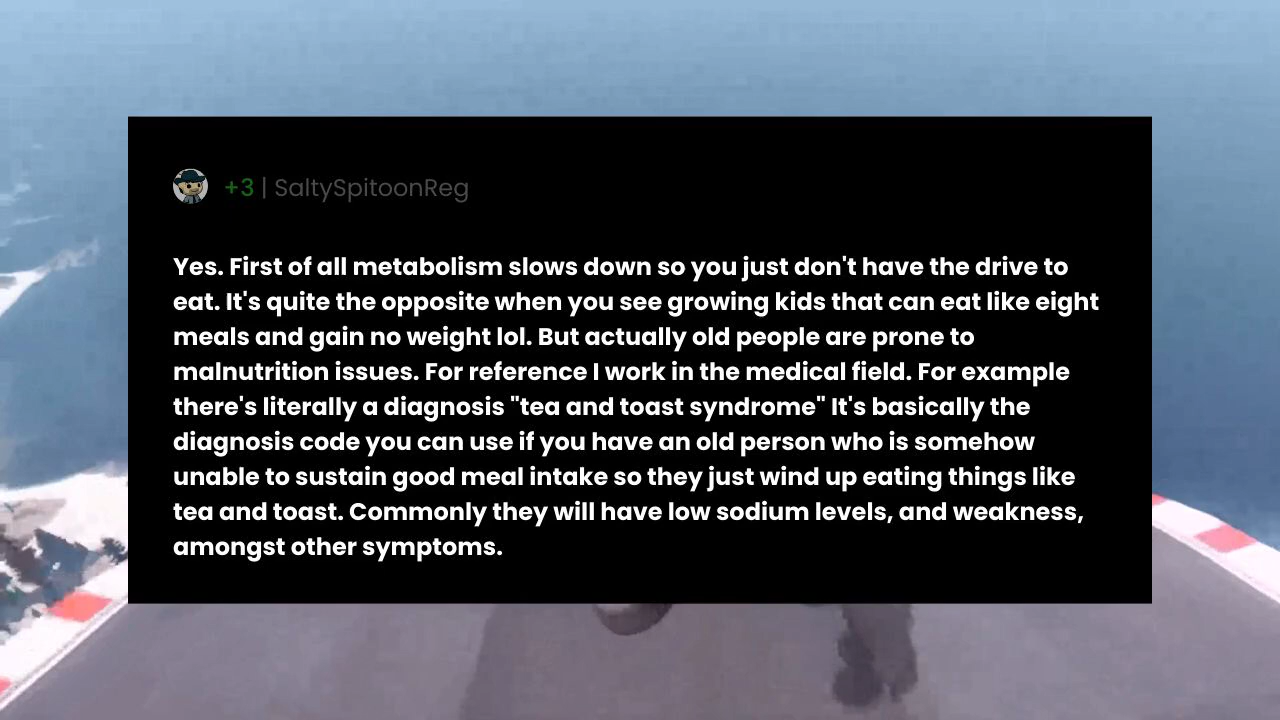 +3 | SaltySpitoonReg
Yes. First of all metabolism slows down so you just don't have the drive to
eat. It's quite the opposite when you see growing kids that can eat like eight
meals and gain no weight lol. But actually old people are prone to
malnutrition issues. For reference I work in the medical field. For example
there's literally a diagnosis "tea and toast syndrome" It's basically the
diagnosis code you can use if you have an old person who is somehow
unable to sustain good meal intake so they just wind up eating things like
tea and toast. Commonly they will have low sodium levels, and weakness,
amongst other symptoms.